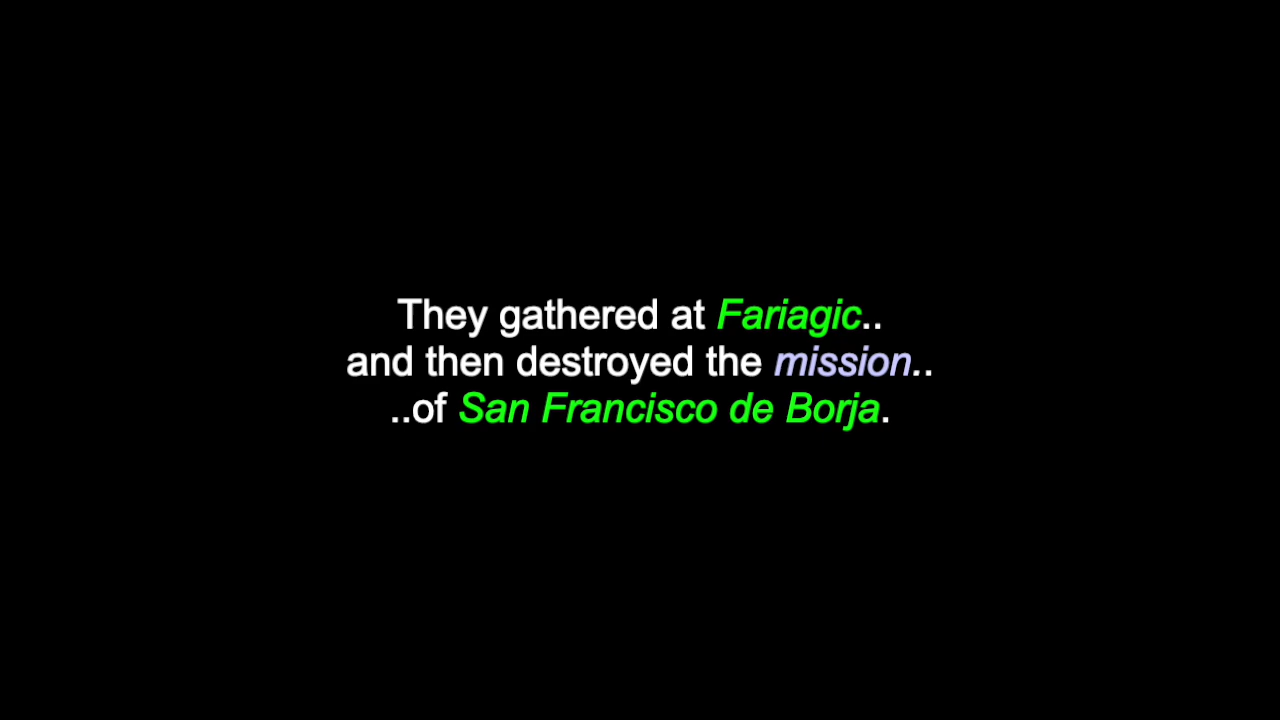 They gathered at Fariagic..
and then destroyed the mission..
..of San Francisco de Borja.